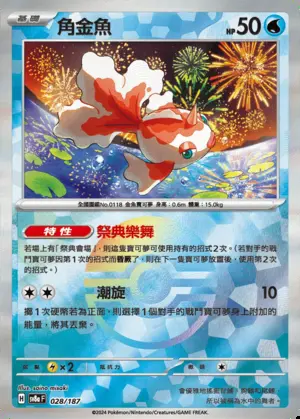 基礎 角金魚 HP 50
全國圖鑑No.0118 金魚寶可夢 身高：0.6m 體重：15.0kg
特性 祭典樂舞
若場上有「祭典會場」，則這隻寶可夢可使用持有的招式2次。（若對手的戰
鬥寶可夢因第1次的招式而昏厥了，則在下一隻寶可夢放置後，使用第2次的
招式。）
潮旋 10
擲1次硬幣若為正面，則選擇1個對手的戰鬥寶可夢身上附加的
能量，將其丟棄。
弱點 ×2 抵抗力 撤退
Illus. saino misaki
H sv8a F 028/187
©2024 Pokémon/Nintendo/Creatures/GAME FREAK.